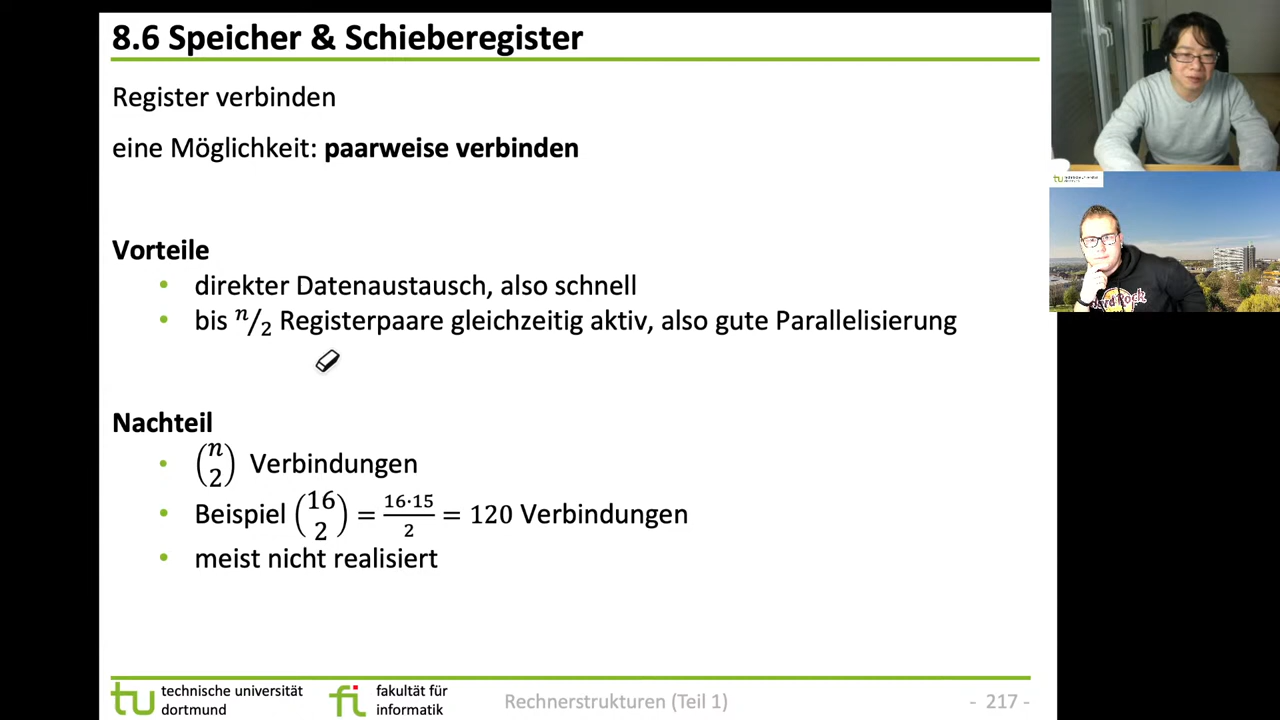 8.6 Speicher & Schieberegister
Register verbinden
eine Möglichkeit: paarweise verbinden
Vorteile
• direkter Datenaustausch, also schnell
• bis n/2 Registerpaare gleichzeitig aktiv, also gute Parallelisierung
Nachteil
• (n 2) Verbindungen
• Beispiel (16 2) = 16·15/2 = 120 Verbindungen
• meist nicht realisiert
technische universität
dortmund
fakultät für
informatik
Rechnerstrukturen (Teil 1)
- 217 -